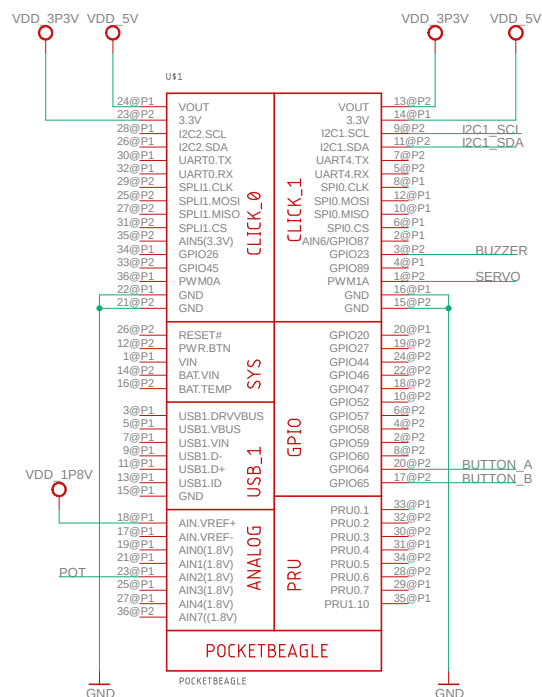 VDD_3P3V VDD_5V VDD_3P3V VDD_5V
U$1
24@P1 VOUT VOUT 13@P2
23@P2 3.3V 3.3V 14@P1
28@P1 I2C2.SCL I2C1.SCL 9@P2 I2C1_SCL
26@P1 I2C2.SDA I2C1.SDA 11@P2 I2C1_SDA
30@P1 UART0.TX UART4.TX 7@P2
32@P1 UART0.RX UART4.RX 5@P2
29@P2 SPLI1.CLK SPI0.CLK 8@P1
25@P2 SPLI1.MOSI SPI0.MOSI 12@P1
27@P2 SPLI1.MISO SPI0.MISO 10@P1
31@P2 SPLI1.CS SPI0.CS 6@P1
35@P2 AIN5(3.3V) AIN6/GPIO87 2@P1
34@P1 GPIO26 GPIO23 3@P2 BUZZER
33@P2 GPIO45 GPIO89 4@P1
36@P1 PWM0A PWM1A 1@P2 SERVO
22@P1 GND GND 16@P1
21@P2 GND GND 15@P2
CLICK_0 CLICK_1
26@P2 RESET# GPIO20 20@P1
12@P2 PWR.BTN GPIO27 19@P2
1@P1 VIN GPIO44 24@P2
14@P2 BAT.VIN GPIO46 22@P2
16@P2 BAT.TEMP GPIO47 18@P2
SYS
GPIO52 10@P2
3@P1 USB1.DRVVBUS GPIO57 6@P2
5@P1 USB1.VBUS GPIO58 4@P2
7@P1 USB1.VIN GPIO59 2@P2
9@P1 USB1.D- GPIO60 8@P2
11@P1 USB1.D+ GPIO64 20@P2 BUTTON_A
13@P1 USB1.ID GPIO65 17@P2 BUTTON_B
15@P1 GND
USB_1 GPIO
VDD_1P8V
PRU0.1 33@P1
18@P1 AIN.VREF+ PRU0.2 32@P2
17@P1 AIN.VREF- PRU0.3 30@P2
19@P1 AIN0(1.8V) PRU0.4 31@P1
21@P1 AIN1(1.8V) PRU0.5 34@P2
POT 23@P1 AIN2(1.8V) PRU0.6 28@P2
25@P1 AIN3(1.8V) PRU0.7 29@P1
27@P1 AIN4(1.8V) PRU1.10 35@P1
36@P2 AIN7((1.8V)
ANALOG PRU
POCKETBEAGLE
POCKETBEAGLE
GND GND